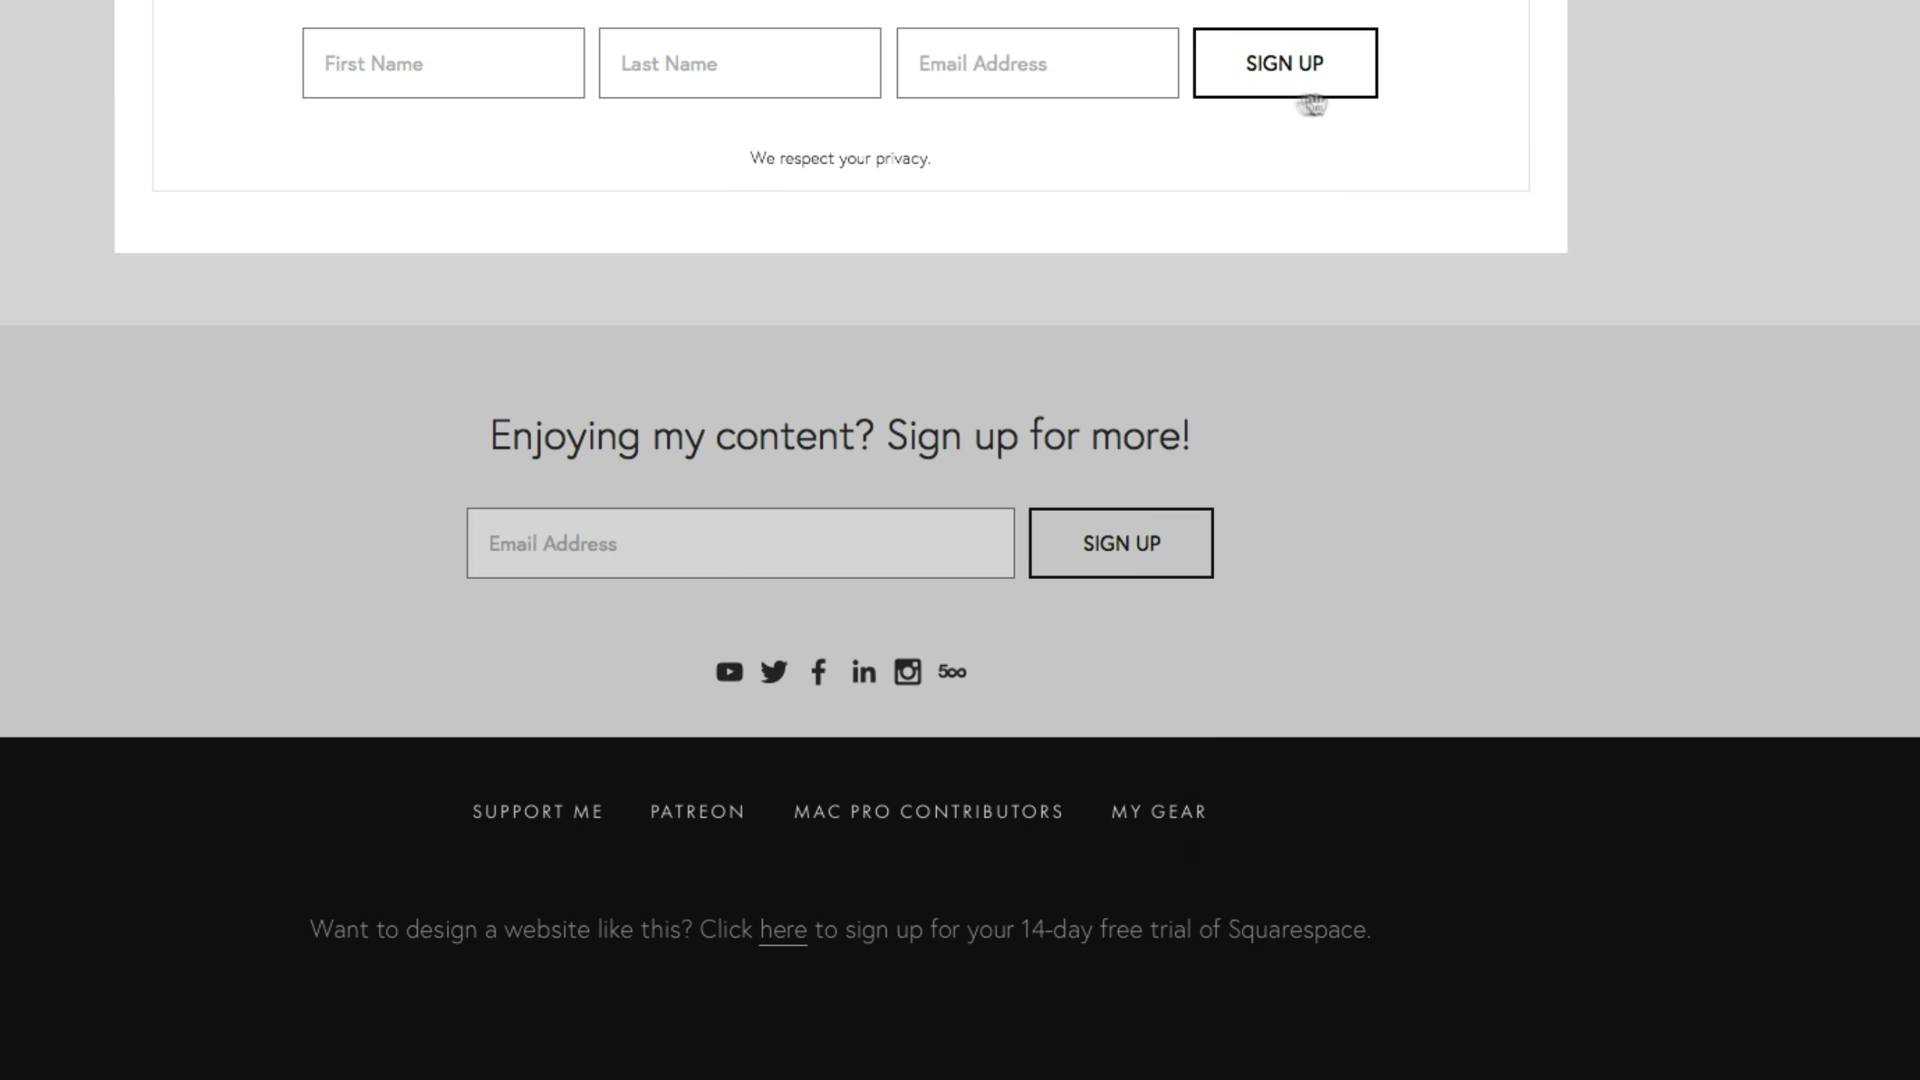 First Name Last Name Email Address SIGN UP
We respect your privacy.
Enjoying my content? Sign up for more!
Email Address SIGN UP
500
SUPPORT ME PATREON MAC PRO CONTRIBUTORS MY GEAR
Want to design a website like this? Click here to sign up for your 14-day free trial of Squarespace.